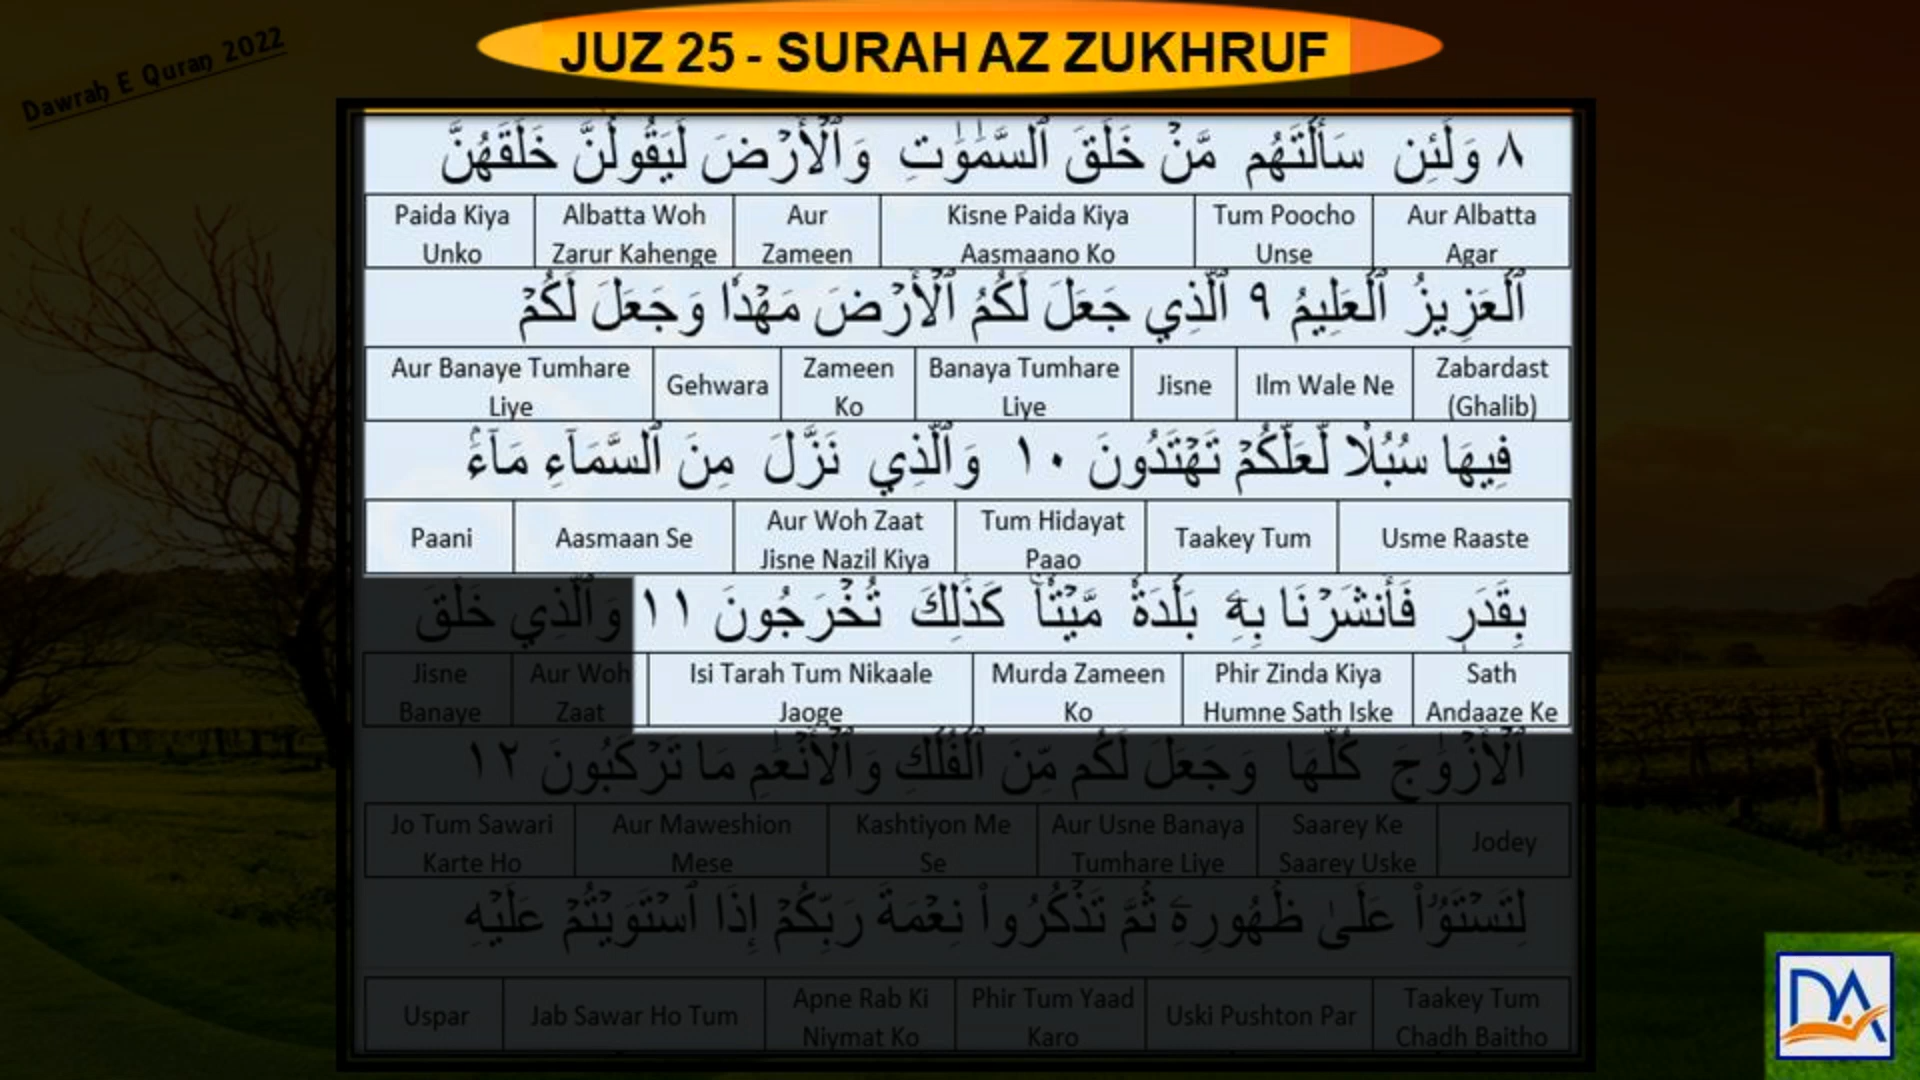 Dawrah E Quran 2022
JUZ 25 - SURAH AZ ZUKHRUF
٨ وَلَئِن سَأَلۡتَهُم مَّنۡ خَلَقَ ٱلسَّمَٰوَٰتِ وَٱلۡأَرۡضَ لَيَقُولُنَّ خَلَقَهُنَّ
Paida Kiya Unko | Albatta Woh Zarur Kahenge | Aur Zameen | Kisne Paida Kiya Aasmaano Ko | Tum Poocho Unse | Aur Albatta Agar
ٱلۡعَزِيزُ ٱلۡعَلِيمُ ٩ ٱلَّذِي جَعَلَ لَكُمُ ٱلۡأَرۡضَ مَهۡدٗا وَجَعَلَ لَكُمۡ
Aur Banaye Tumhare Liye | Gehwara | Zameen Ko | Banaya Tumhare Liye | Jisne | Ilm Wale Ne | Zabardast (Ghalib)
فِيهَا سُبُلٗا لَّعَلَّكُمۡ تَهۡتَدُونَ ١٠ وَٱلَّذِي نَزَّلَ مِنَ ٱلسَّمَآءِ مَآءَۢ
Paani | Aasmaan Se | Aur Woh Zaat Jisne Nazil Kiya | Tum Hidayat Paao | Taakey Tum | Usme Raaste
بِقَدَرٖ فَأَنشَرۡنَا بِهِۦ بَلۡدَةٗ مَّيۡتٗاۚ كَذَٰلِكَ تُخۡرَجُونَ ١١ وَٱلَّذِي خَلَقَ
Jisne Banaye | Aur Woh Zaat | Isi Tarah Tum Nikaale Jaoge | Murda Zameen Ko | Phir Zinda Kiya Humne Sath Iske | Sath Andaaze Ke
ٱلۡأَزۡوَٰجَ كُلَّهَا وَجَعَلَ لَكُم مِّنَ ٱلۡفُلۡكِ وَٱلۡأَنۡعَٰمِ مَا تَرۡكَبُونَ ١٢
Jo Tum Sawari Karte Ho | Aur Maweshion Mese | Kashtiyon Me Se | Aur Usne Banaya Tumhare Liye | Saarey Ke Saarey Uske | Jodey
لِتَسۡتَوُۥاْ عَلَىٰ ظُهُورِهِۦ ثُمَّ تَذۡكُرُواْ نِعۡمَةَ رَبِّكُمۡ إِذَا ٱسۡتَوَيۡتُمۡ عَلَيۡهِ
Uspar | Jab Sawar Ho Tum | Apne Rab Ki Niymat Ko | Phir Tum Yaad Karo | Uski Pushton Par | Taakey Tum Chadh Baitho
DA